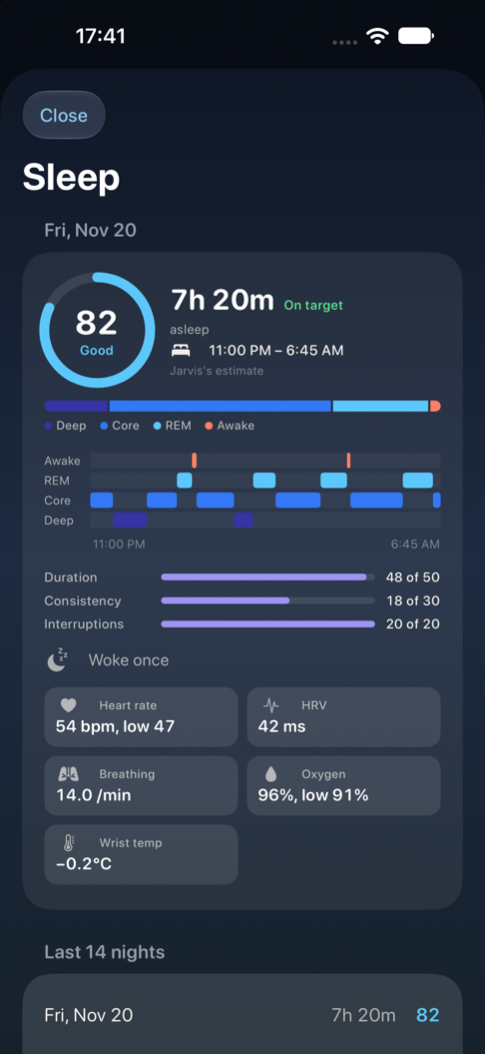 17:41
Close
Sleep
Fri, Nov 20
82
Good
7h 20m On target
asleep
11:00 PM – 6:45 AM
Jarvis's estimate
Deep Core REM Awake
Awake
REM
Core
Deep
11:00 PM 6:45 AM
Duration 48 of 50
Consistency 18 of 30
Interruptions 20 of 20
Woke once
Heart rate
54 bpm, low 47
HRV
42 ms
Breathing
14.0 /min
Oxygen
96%, low 91%
Wrist temp
−0.2°C
Last 14 nights
Fri, Nov 20 7h 20m 82